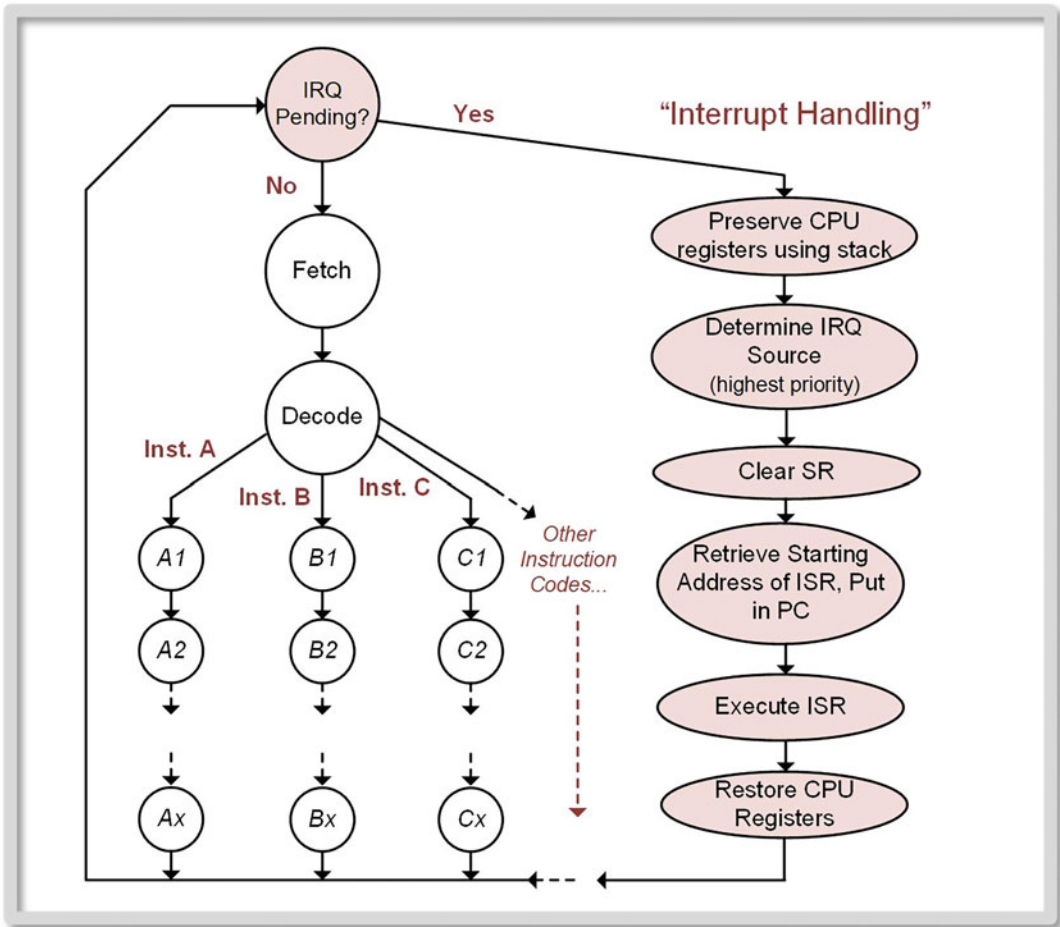 IRQ
Pending?
Yes
“Interrupt Handling”
No
Preserve CPU
registers using stack
Fetch
Determine IRQ
Source
(highest priority)
Decode
Inst. A
Inst. B
Inst. C
Clear SR
Other
Instruction
Codes...
A1
B1
C1
Retrieve Starting
Address of ISR, Put
in PC
A2
B2
C2
Execute ISR
Restore CPU
Registers
Ax
Bx
Cx